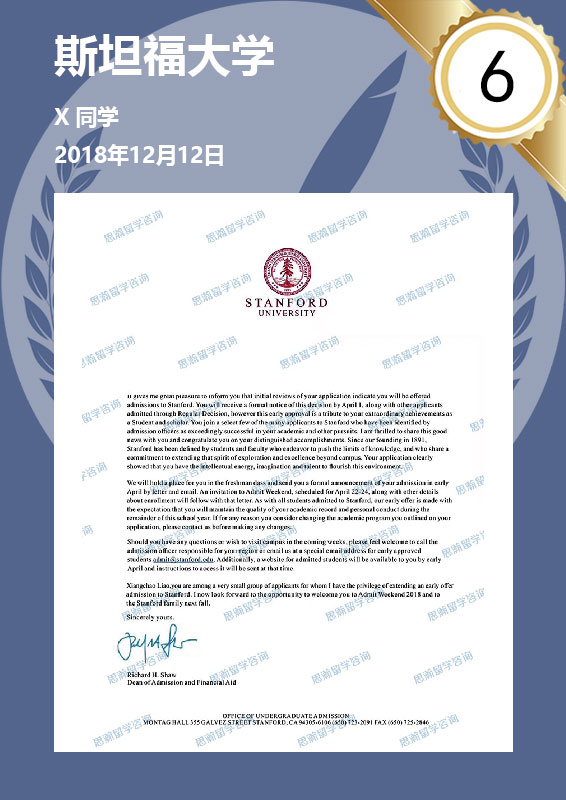 斯坦福大学
6
X 同学
2018年12月12日
STANFORD
UNIVERSITY
It gives me great pleasure to inform you that initial reviews of your application indicate you will be offered
admissions to Stanford. You will receive a formal notice of this decision by April 1, along with other applicants
admitted through Regular Decision, however this early approval is a tribute to your extraordinary achievements as
a Student and scholar. You join a select few of the many applicants to Stanford who have been identified by
admission officers as exceedingly successful in your academic and other pursuits. I am thrilled to share this good
news with you and congratulate you on your distinguished accomplishments. Since our founding in 1891,
Stanford has been defined by students and faculty who endeavor to push the limits of knowledge, and who share a
commitment to extending that spirit of exploration and excellence beyond campus. Your application clearly
showed that you have the intellectual energy, imagination and talent to flourish this environment.
We will hold a place for you in the freshman class and send you a formal announcement of your admission in early
April by letter and email. An invitation to Admit Weekend, scheduled for April 22-24, along with other details
about enrollment will follow with that letter. As with all students admitted to Stanford, our early offer is made with
the expectation that you will maintain the quality of your academic record and personal conduct during the
remainder of this school year. If for any reason you consider changing the academic program you outlined on your
application, please contact us before making any changes.
Should you have any questions or wish to visit campus in the coming weeks, please feel welcome to call the
admission officer responsible for your region or email us at a special email address for early approved
students admit@stanford.edu. Additionally, a website for admitted students will be available to you by early
April and instructions to access it will be sent at that time.
Xiangchao Liao, you are among a very small group of applicants for whom I have the privilege of extending an early offer
admission to Stanford. I now look forward to the opportunity to welcome you to Admit Weekend 2018 and to
the Stanford family next fall.
Sincerely yours,
Richard H. Shaw
Dean of Admission and Financial Aid
OFFICE OF UNDERGRADUATE ADMISSION
MONTAG HALL 355 GALVEZ STREET STANFORD, CA 94305-6106 (650) 723-2091 FAX (650) 725-2846
思瀚留学咨询